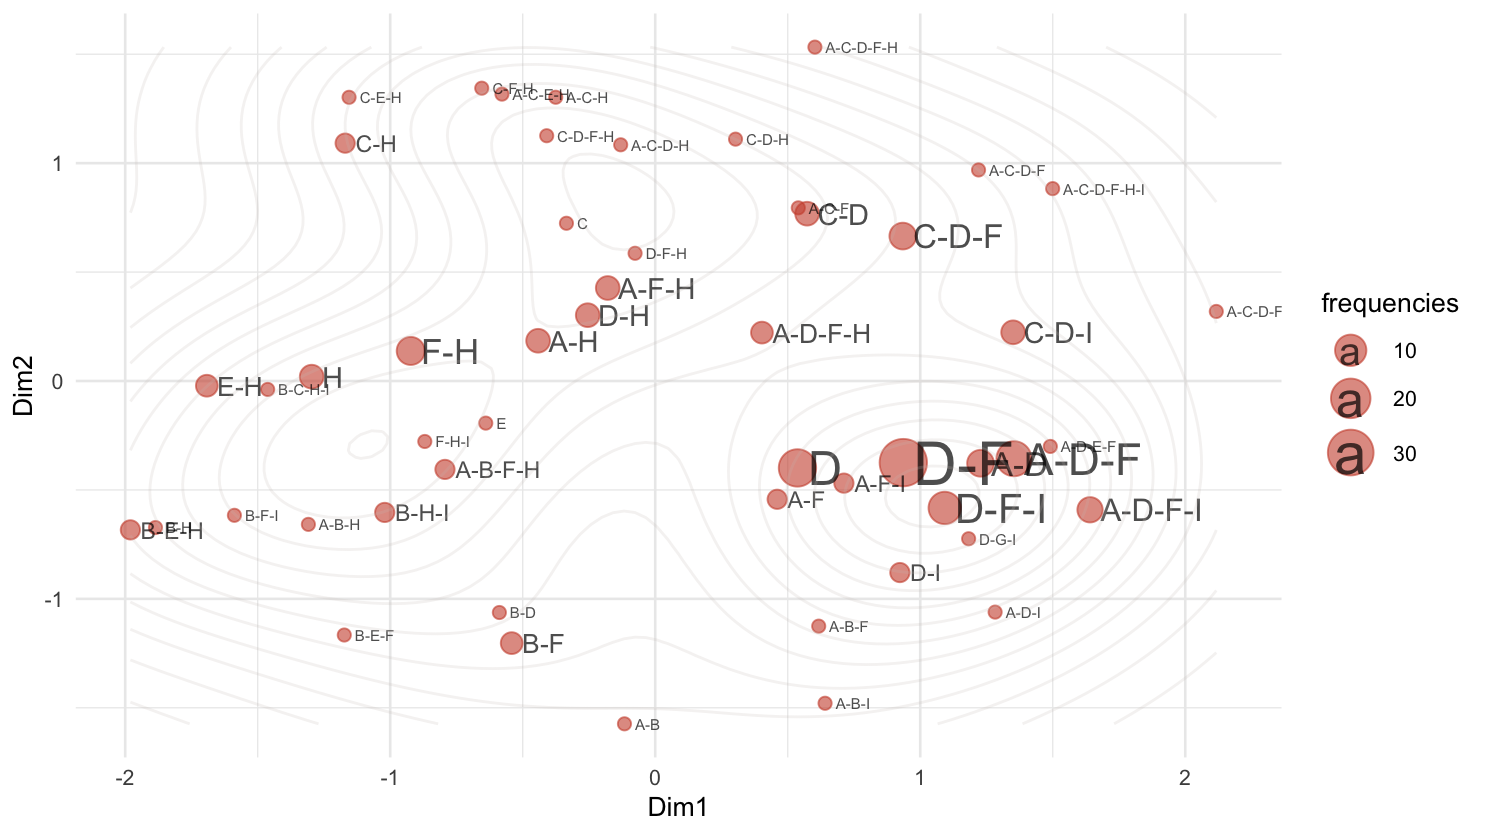 A-C-D-F-H
C-F-H
A-C-E-H
A-C-H
C-E-H
C-D-F-H
C-D-H
C-H
A-C-D-H
1
A-C-D-F
A-C-D-F-H-I
A-C-F
C-D
C
C-D-F
D-F-H
A-F-H
D-H
A-C-D-F
A-H
A-D-F-H
C-D-I
F-H
H
0
E-H
B-C-H-I
E
F-H-I
A-D-E-F
A-B-F-H
D
D-F
A-D
A-D-F
A-F-I
A-F
B-H-I
D-F-I
A-D-F-I
B-F-I
A-B-H
B-E-H
B-H
D-G-I
D-I
-1
B-D
A-D-I
B-E-F
B-F
A-B-F
A-B-I
A-B
-2
-1
0
1
2
Dim1
Dim2
frequencies
a 10
a 20
a 30